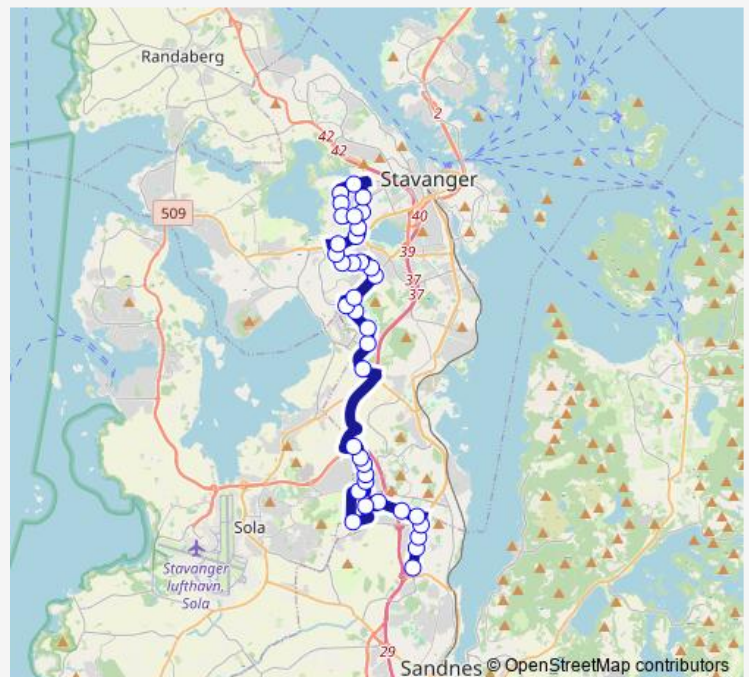 Randaberg
2
42
42
Stavanger
509
40
39
37
37
Sola
Stavanger
lufthavn,
Sola
29
Sandnes © OpenStreetMap contributors